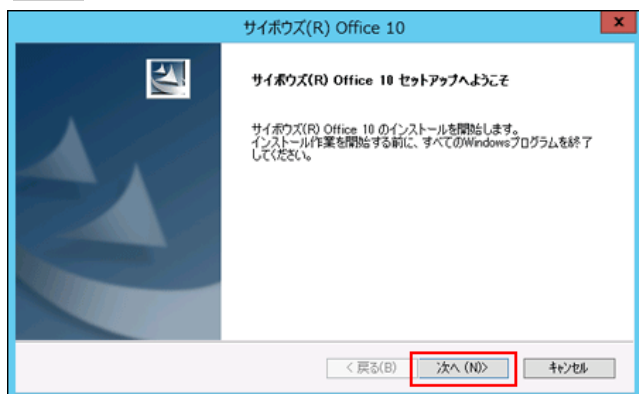 サイボウズ(R) Office 10
x
サイボウズ(R) Office 10 セットアップへようこそ
サイボウズ(R) Office 10 のインストールを開始します。
インストール作業を開始する前に、すべてのWindowsプログラムを終了
してください。
< 戻る(B)
次へ (N)>
キャンセル